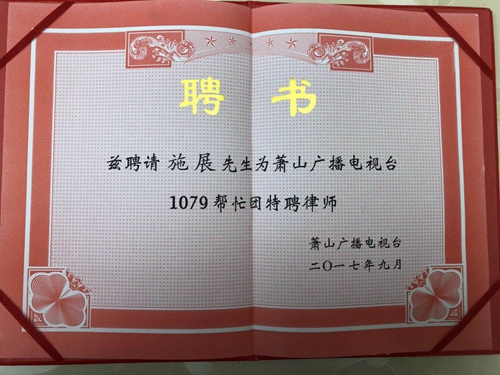 聘书
兹聘请 施展 先生为萧山广播电视台
1079帮忙团特聘律师
萧山广播电视台
二〇一七年九月